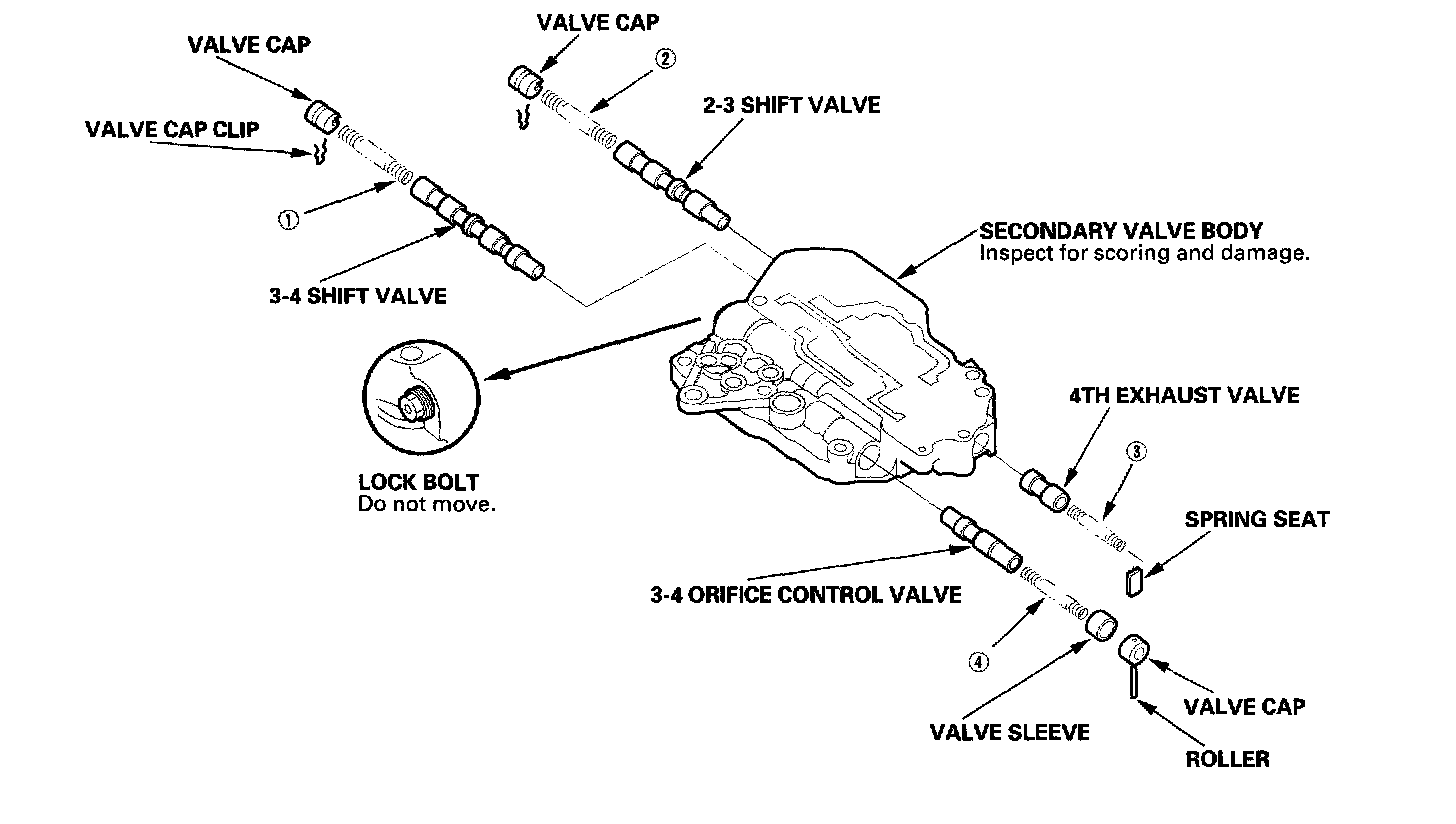 VALVE CAP
VALVE CAP
②
2-3 SHIFT VALVE
VALVE CAP CLIP
①
SECONDARY VALVE BODY
Inspect for scoring and damage.
3-4 SHIFT VALVE
4TH EXHAUST VALVE
③
LOCK BOLT
Do not move.
SPRING SEAT
3-4 ORIFICE CONTROL VALVE
④
VALVE CAP
VALVE SLEEVE
ROLLER